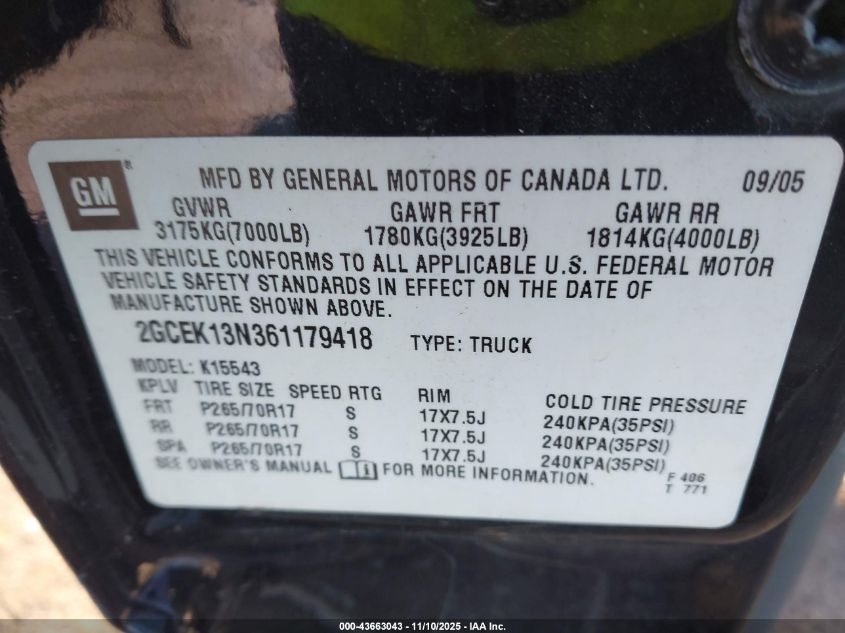 GM® MFD BY GENERAL MOTORS OF CANADA LTD. 09/05
GVWR GAWR FRT GAWR RR
3175KG(7000LB) 1780KG(3925LB) 1814KG(4000LB)
THIS VEHICLE CONFORMS TO ALL APPLICABLE U.S. FEDERAL MOTOR
VEHICLE SAFETY STANDARDS IN EFFECT ON THE DATE OF
MANUFACTURE SHOWN ABOVE.
2GCEK13N361179418 TYPE: TRUCK
MODEL: K15543
KPLV TIRE SIZE SPEED RTG RIM COLD TIRE PRESSURE
FRT P265/70R17 S 17X7.5J 240KPA(35PSI)
RR P265/70R17 S 17X7.5J 240KPA(35PSI)
SPA P265/70R17 S 17X7.5J 240KPA(35PSI)
SEE OWNER'S MANUAL FOR MORE INFORMATION. F 406
T 771
000-43663043 - 11/10/2025 - IAA Inc.